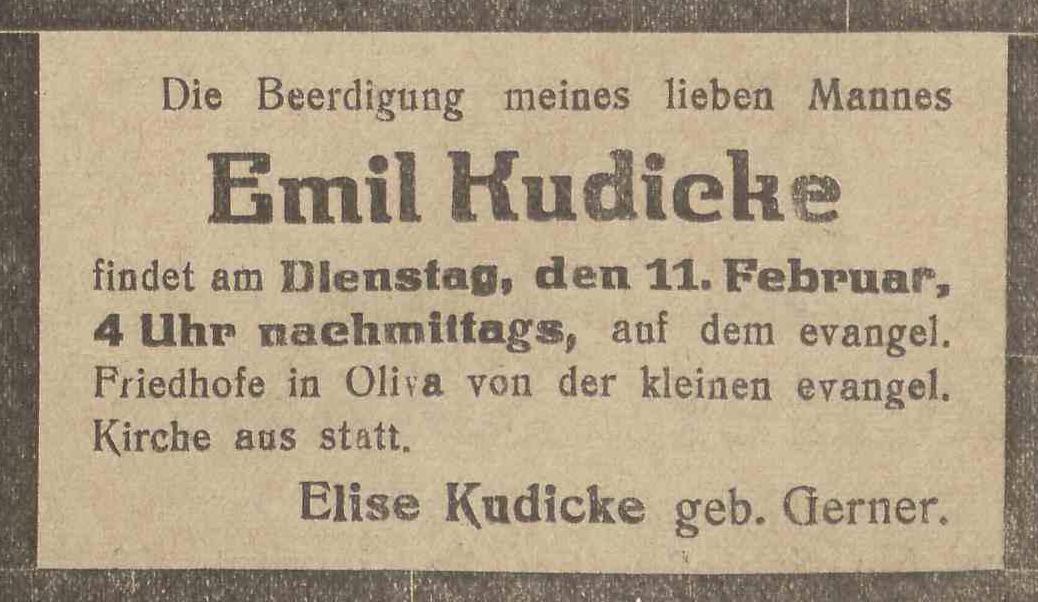 Die Beerdigung meines lieben Mannes
Emil Kudicke
findet am Dienstag, den 11. Februar,
4 Uhr nachmittags, auf dem evangel.
Friedhofe in Oliva von der kleinen evangel.
Kirche aus statt.
Elise Kudicke geb. Gerner.